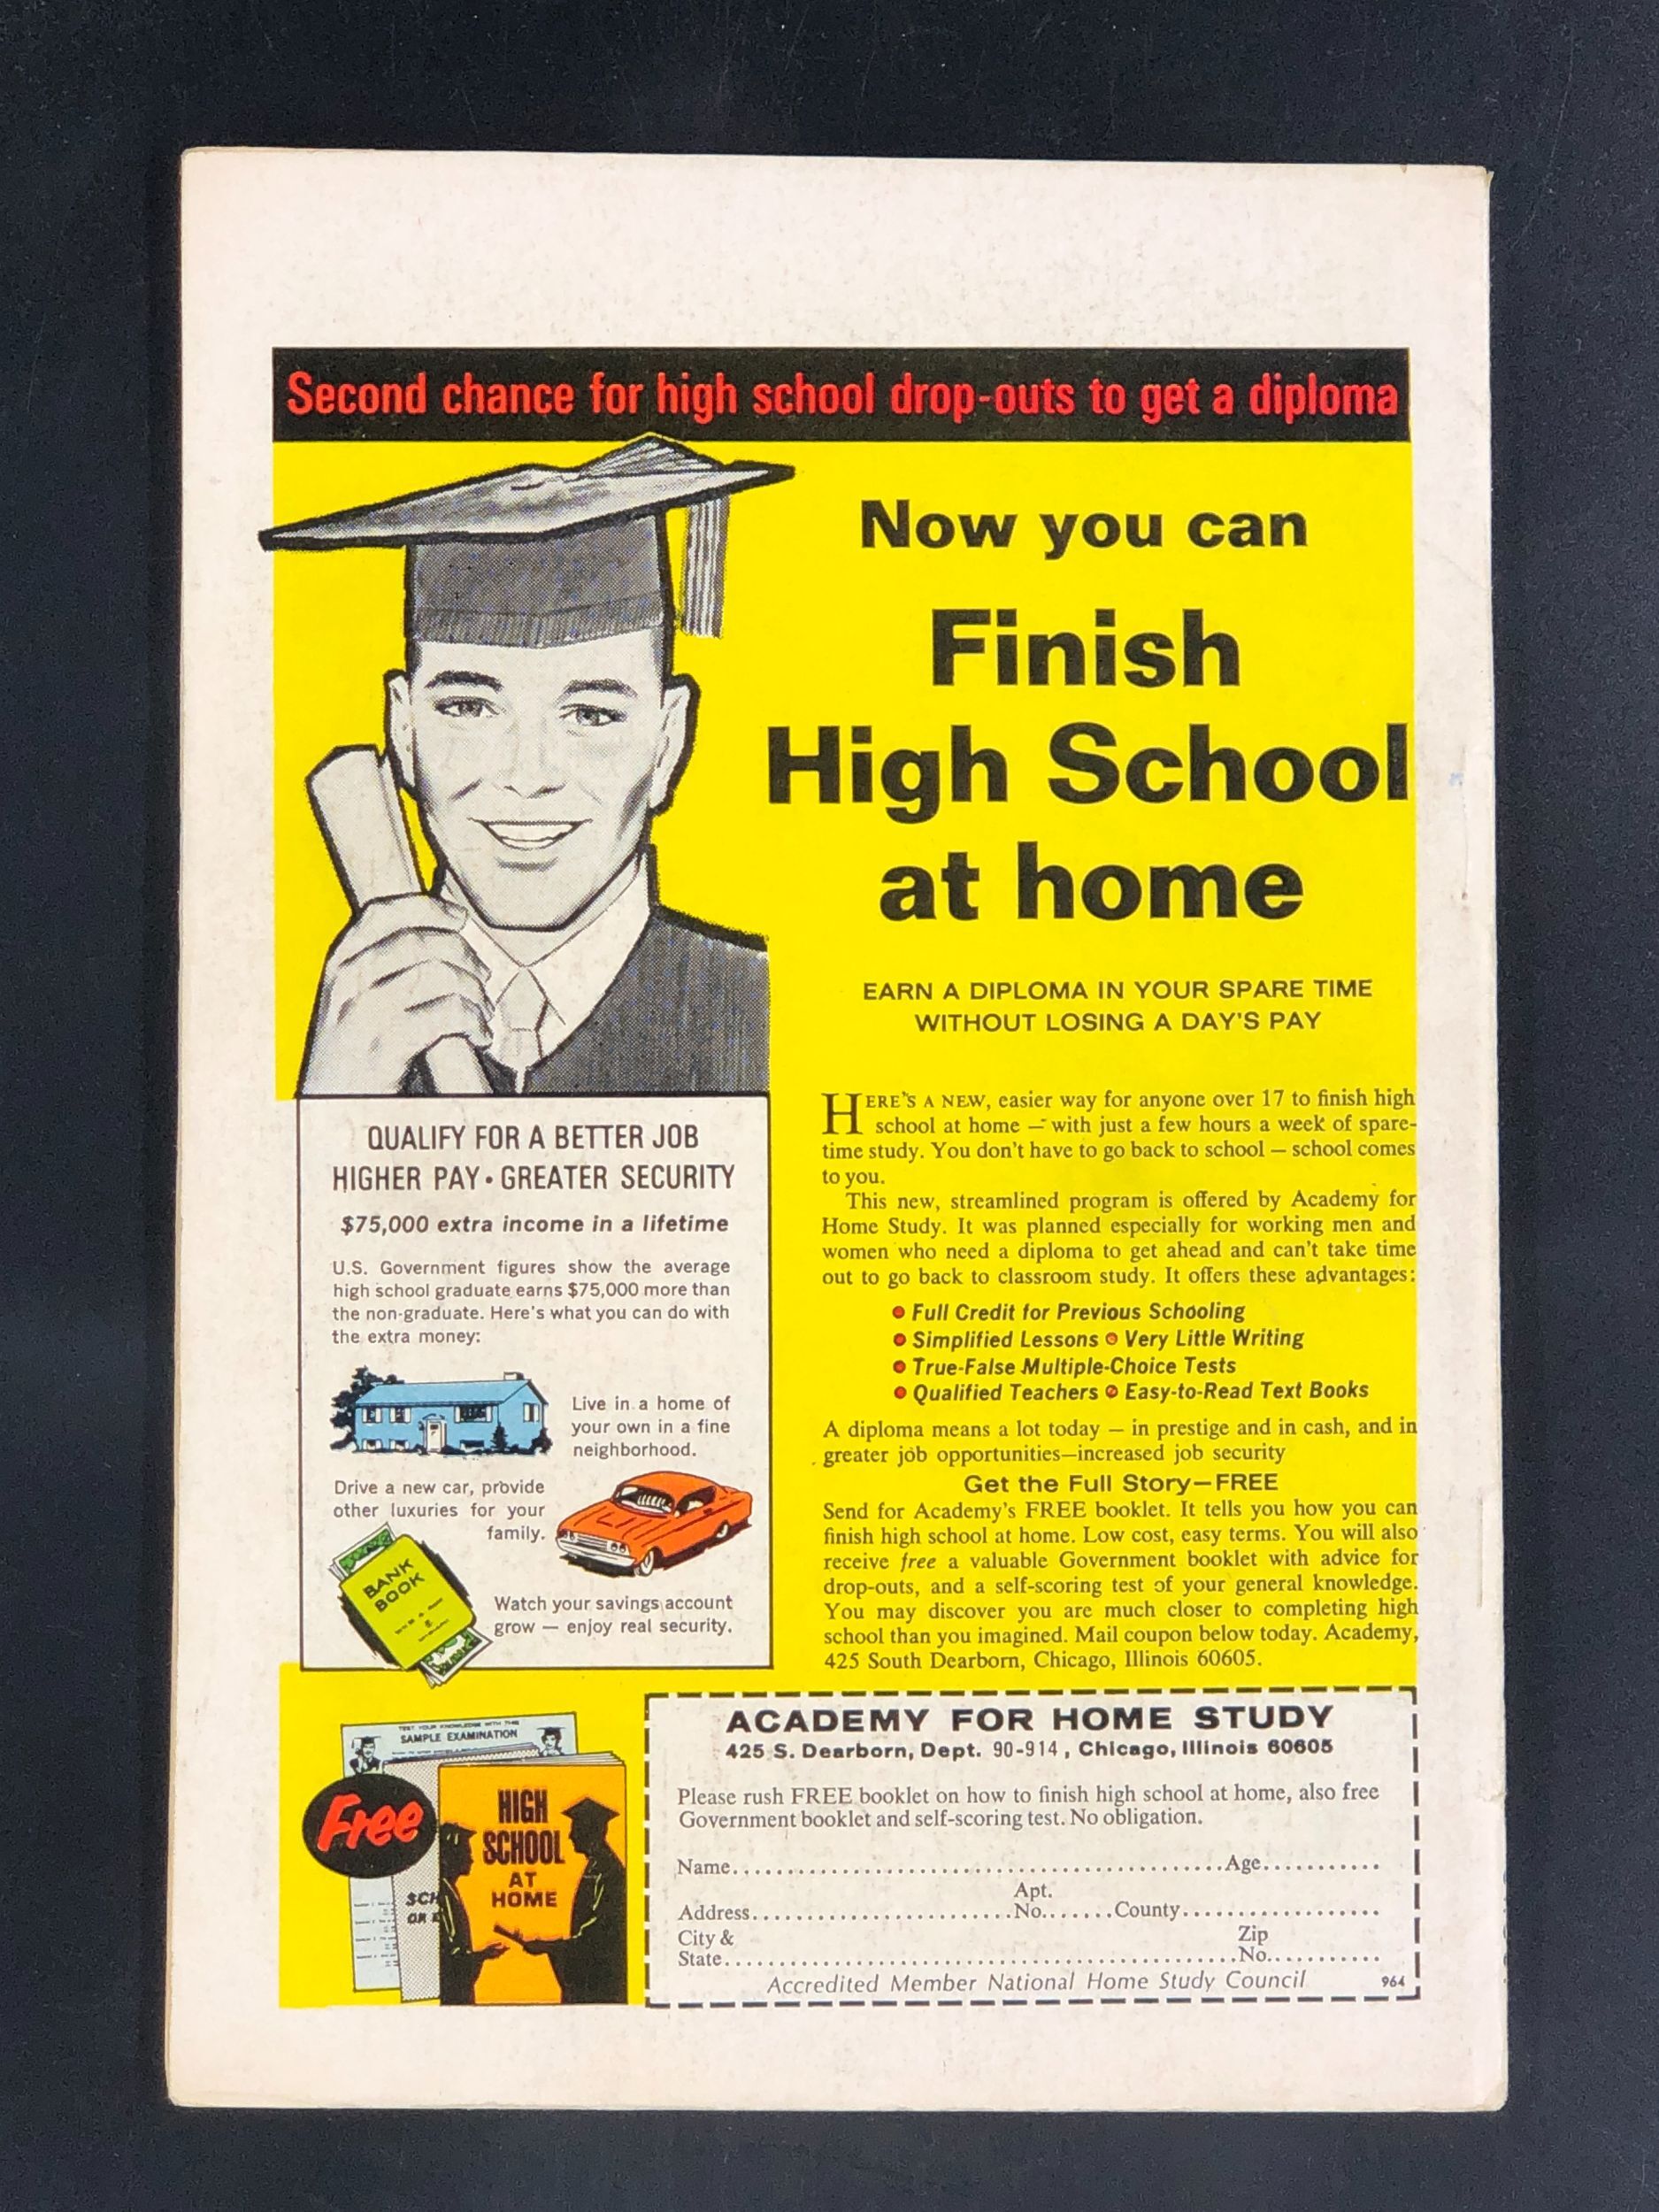 Second chance for high school drop-outs to get a diploma
Now you can
Finish
High School
at home
EARN A DIPLOMA IN YOUR SPARE TIME
WITHOUT LOSING A DAY'S PAY
HERE'S A NEW, easier way for anyone over 17 to finish high
school at home — with just a few hours a week of spare-
time study. You don't have to go back to school — school comes
to you.
This new, streamlined program is offered by Academy for
Home Study. It was planned especially for working men and
women who need a diploma to get ahead and can't take time
out to go back to classroom study. It offers these advantages:
• Full Credit for Previous Schooling
• Simplified Lessons • Very Little Writing
• True-False Multiple-Choice Tests
• Qualified Teachers • Easy-to-Read Text Books
A diploma means a lot today — in prestige and in cash, and in
greater job opportunities—increased job security
Get the Full Story—FREE
Send for Academy's FREE booklet. It tells you how you can
finish high school at home. Low cost, easy terms. You will also
receive free a valuable Government booklet with advice for
drop-outs, and a self-scoring test of your general knowledge.
You may discover you are much closer to completing high
school than you imagined. Mail coupon below today. Academy,
425 South Dearborn, Chicago, Illinois 60605.
QUALIFY FOR A BETTER JOB
HIGHER PAY • GREATER SECURITY
$75,000 extra income in a lifetime
U.S. Government figures show the average
high school graduate earns $75,000 more than
the non-graduate. Here's what you can do with
the extra money:
Live in a home of
your own in a fine
neighborhood.
Drive a new car, provide
other luxuries for your
family.
BANK
BOOK
Watch your savings account
grow — enjoy real security.
TEST YOUR KNOWLEDGE WITH THIS
SAMPLE EXAMINATION
Free
HIGH
SCHOOL
AT
HOME
SCH
OR
ACADEMY FOR HOME STUDY
425 S. Dearborn, Dept. 90-914, Chicago, Illinois 60605
Please rush FREE booklet on how to finish high school at home, also free
Government booklet and self-scoring test. No obligation.
Name..............................................Age...........
Apt.
Address.........................No.......County...................
City & Zip
State................................................No...........
Accredited Member National Home Study Council 964